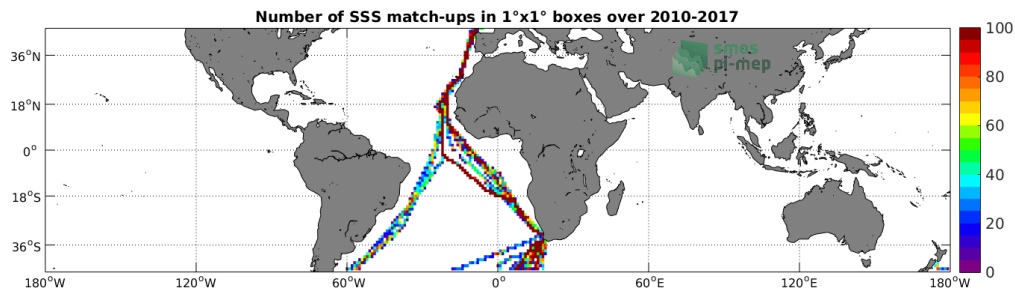 Number of SSS match-ups in 1°x1° boxes over 2010-2017
smos
pi-mep
36°N
18°N
0°
18°S
36°S
180°W
120°W
60°W
0°
60°E
120°E
180°W
100
80
60
40
20
0